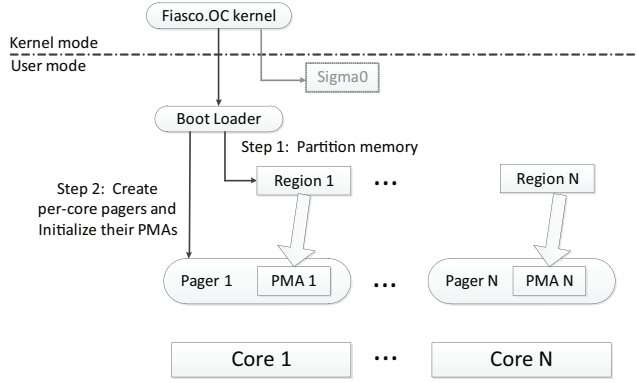 Fiasco.OC kernel
Kernel mode
User mode
Sigma0
Boot Loader
Step 1: Partition memory
Region 1
...
Region N
Step 2: Create
per-core pagers and
Initialize their PMAs
Pager 1
PMA 1
...
Pager N
PMA N
Core 1
...
Core N